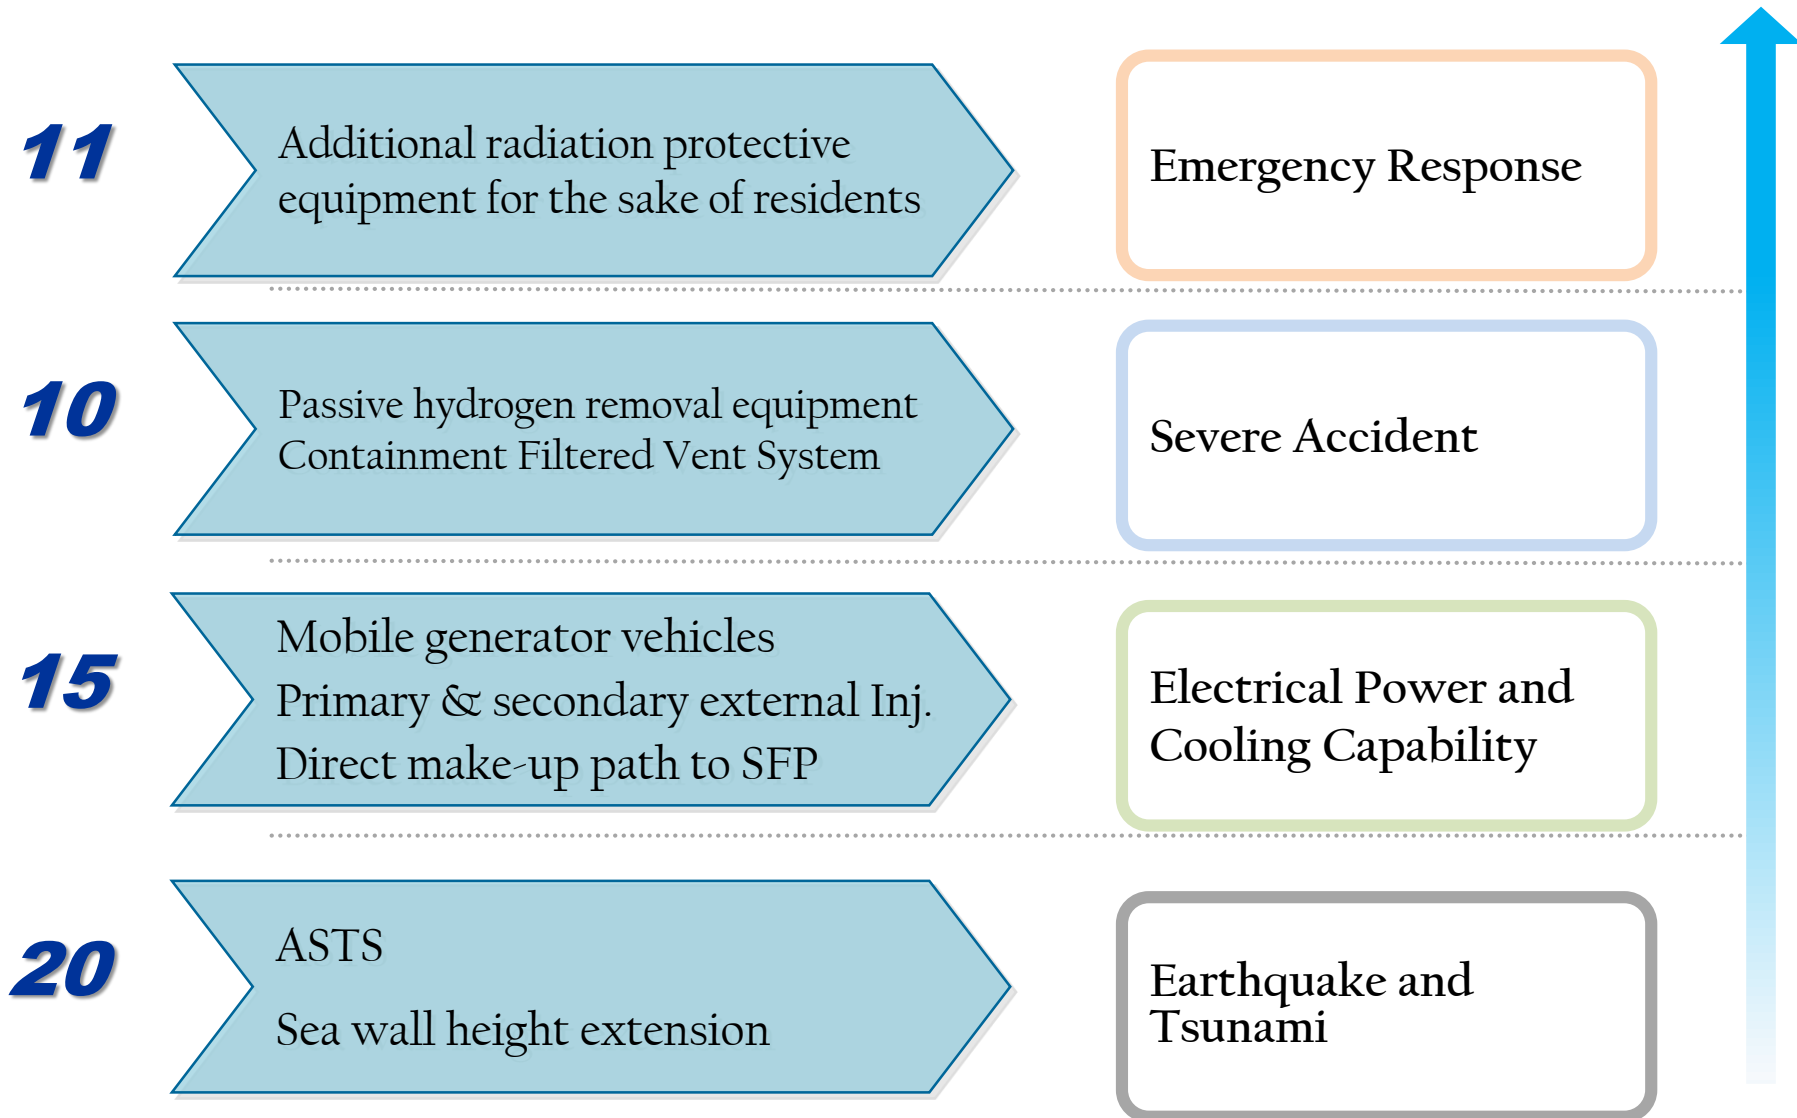 11
Additional radiation protective
equipment for the sake of residents
Emergency Response
10
Passive hydrogen removal equipment
Containment Filtered Vent System
Severe Accident
15
Mobile generator vehicles
Primary & secondary external Inj.
Direct make-up path to SFP
Electrical Power and
Cooling Capability
20
ASTS
Sea wall height extension
Earthquake and
Tsunami